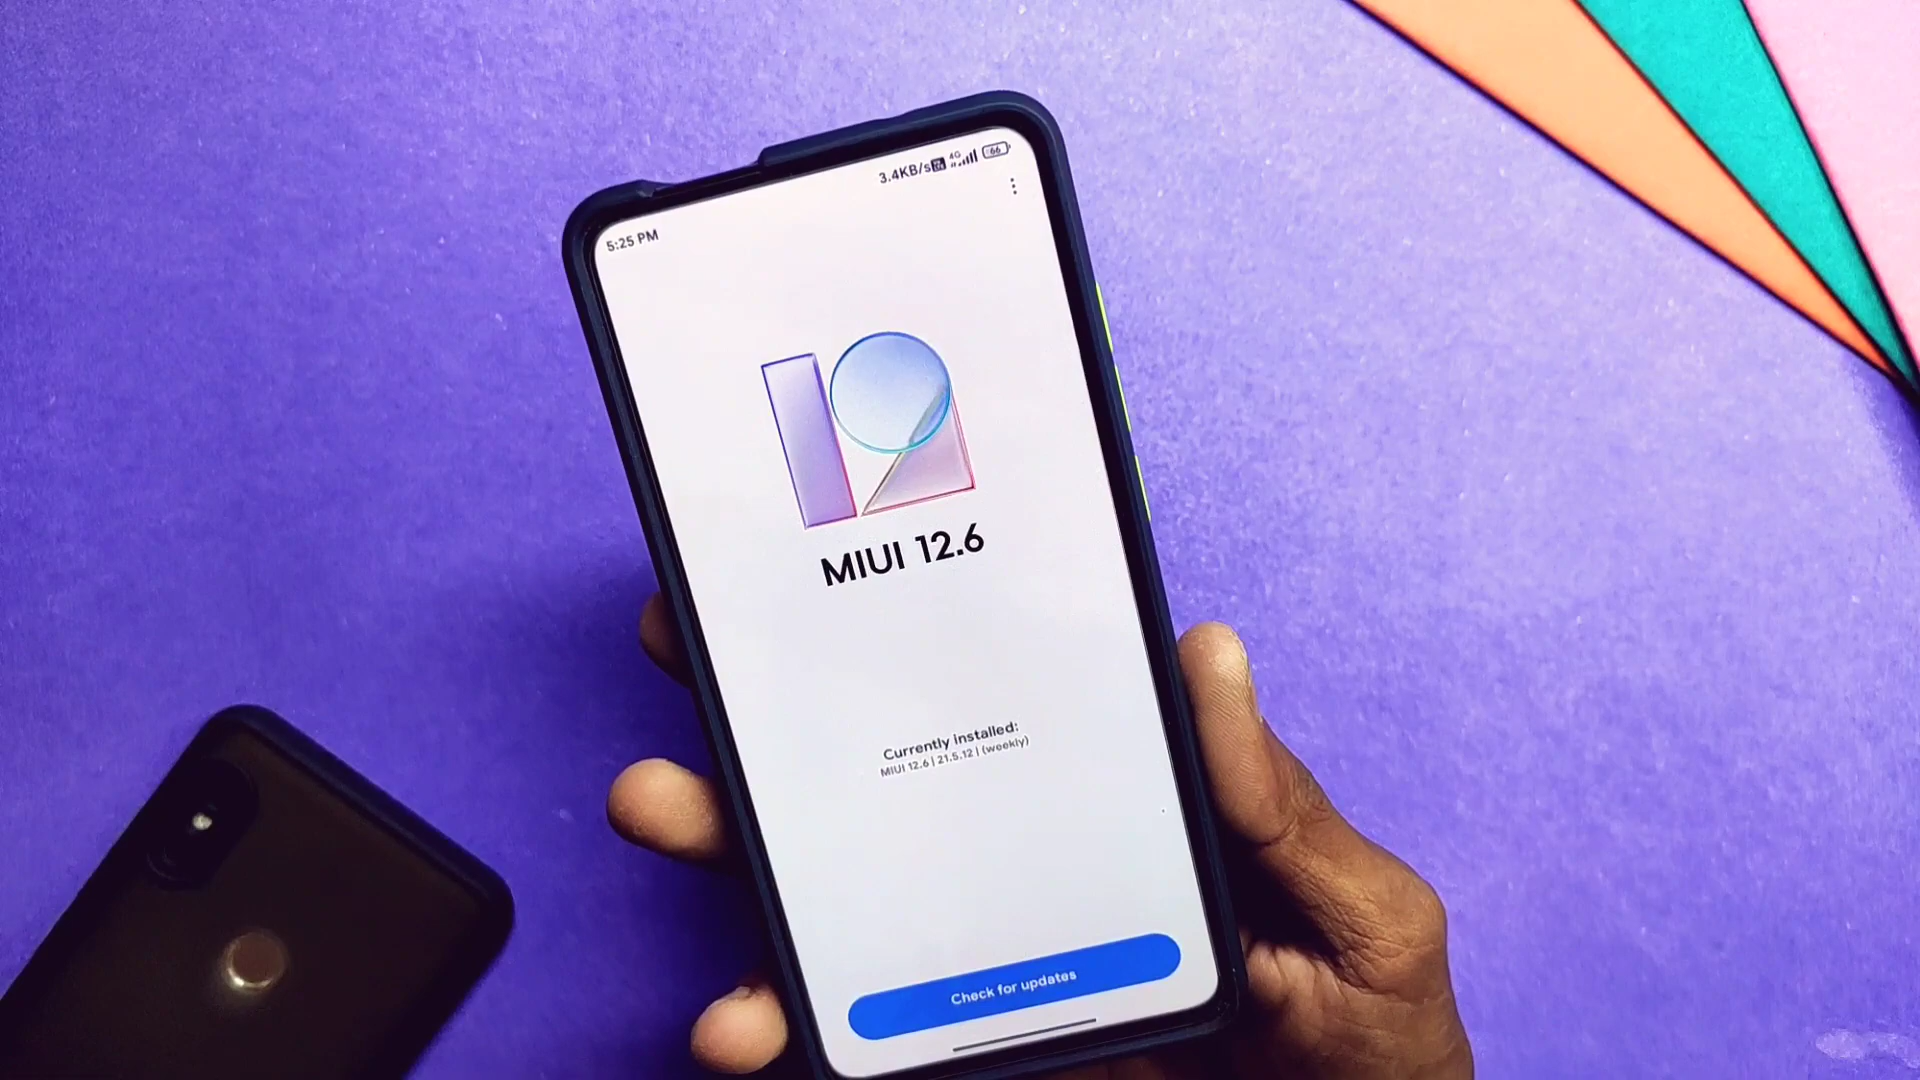 5:25 PM
3.4KB/s 4G 66
MIUI 12.6
Currently installed:
MIUI 12.6 | 21.5.12 | (weekly)
Check for updates